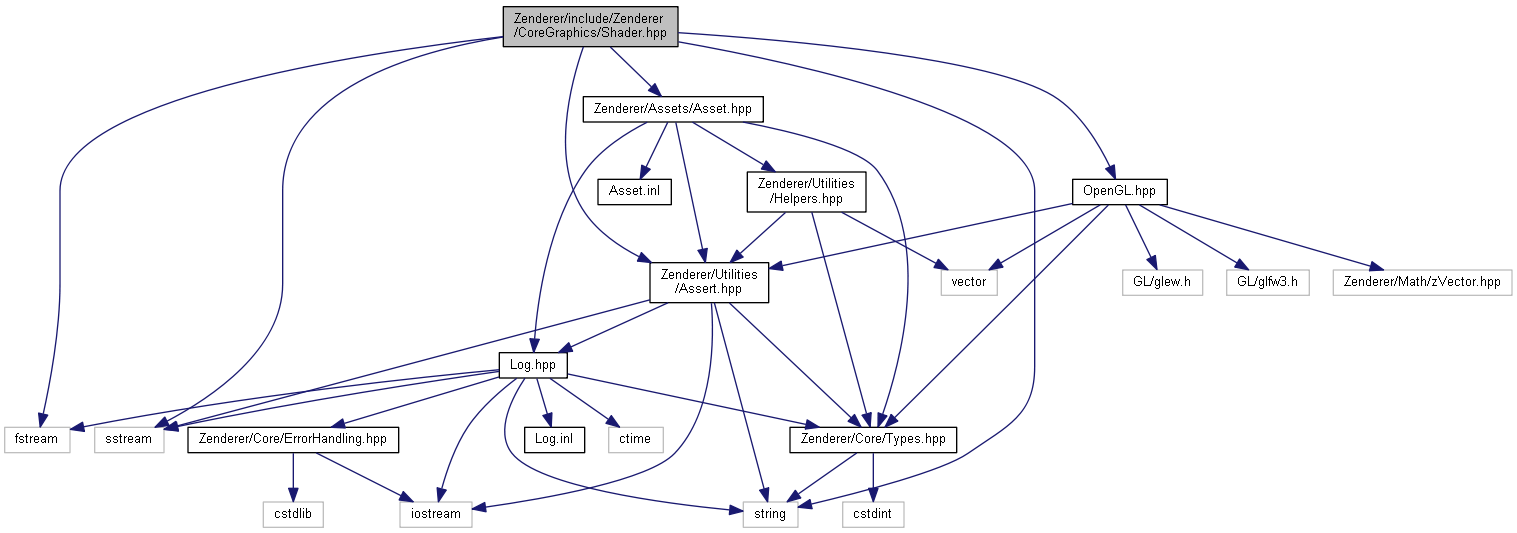 Zenderer/include/Zenderer
/CoreGraphics/Shader.hpp
Zenderer/Assets/Asset.hpp
Asset.inl
Zenderer/Utilities
/Helpers.hpp
OpenGL.hpp
Zenderer/Utilities
/Assert.hpp
vector
GL/glew.h
GL/glfw3.h
Zenderer/Math/zVector.hpp
Log.hpp
fstream
sstream
Zenderer/Core/ErrorHandling.hpp
Log.inl
ctime
Zenderer/Core/Types.hpp
cstdlib
iostream
string
cstdint